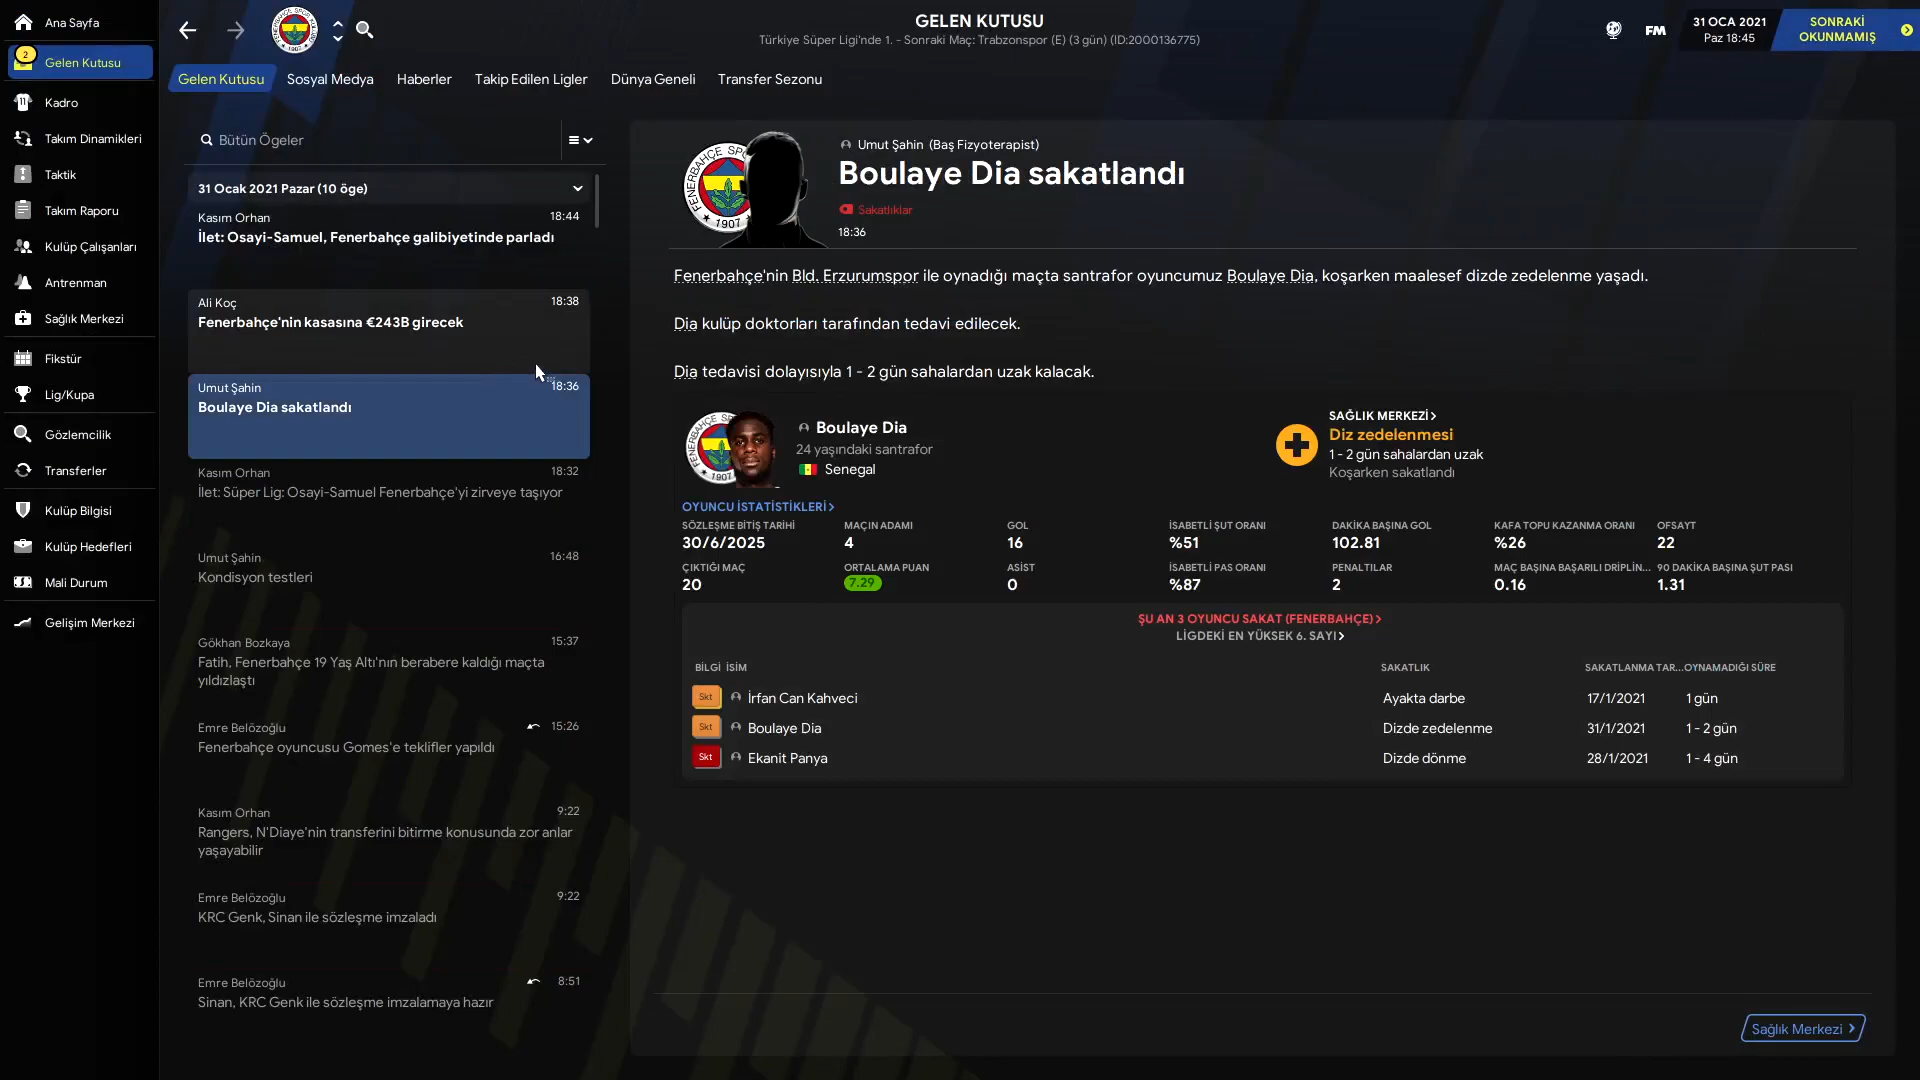 Ana Sayfa
2
Gelen Kutusu
Kadro
Takım Dinamikleri
Taktik
Takım Raporu
Kulüp Çalışanları
Antrenman
Sağlık Merkezi
Fikstür
Lig/Kupa
Gözlemcilik
Transferler
Kulüp Bilgisi
Kulüp Hedefleri
Mali Durum
Gelişim Merkezi
GELEN KUTUSU
Türkiye Süper Ligi'nde 1. - Sonraki Maç: Trabzonspor (E) (3 gün) (ID:2000136775)
FM
31 OCA 2021
Paz 18:45
SONRAKİ
OKUNMAMIŞ
Gelen Kutusu
Sosyal Medya
Haberler
Takip Edilen Ligler
Dünya Geneli
Transfer Sezonu
Bütün Ögeler
31 Ocak 2021 Pazar (10 öge)
Kasım Orhan 18:44
İlet: Osayi-Samuel, Fenerbahçe galibiyetinde parladı
Ali Koç 18:38
Fenerbahçe'nin kasasına €243B girecek
Umut Şahin 18:36
Boulaye Dia sakatlandı
Kasım Orhan 18:32
İlet: Süper Lig: Osayi-Samuel Fenerbahçe'yi zirveye taşıyor
Umut Şahin 16:48
Kondisyon testleri
Gökhan Bozkaya 15:37
Fatih, Fenerbahçe 19 Yaş Altı'nın berabere kaldığı maçta
yıldızlaştı
Emre Belözoğlu 15:26
Fenerbahçe oyuncusu Gomes'e teklifler yapıldı
Kasım Orhan 9:22
Rangers, N'Diaye'nin transferini bitirme konusunda zor anlar
yaşayabilir
Emre Belözoğlu 9:22
KRC Genk, Sinan ile sözleşme imzaladı
Emre Belözoğlu 8:51
Sinan, KRC Genk ile sözleşme imzalamaya hazır
FENERBAHÇE SPO
1907
Umut Şahin (Baş Fizyoterapist)
Boulaye Dia sakatlandı
Sakatlıklar
18:36
Fenerbahçe'nin Bld. Erzurumspor ile oynadığı maçta santrafor oyuncumuz Boulaye Dia, koşarken maalesef dizde zedelenme yaşadı.
Dia kulüp doktorları tarafından tedavi edilecek.
Dia tedavisi dolayısıyla 1 - 2 gün sahalardan uzak kalacak.
Boulaye Dia
24 yaşındaki santrafor
Senegal
SAĞLIK MERKEZİ
Diz zedelenmesi
1 - 2 gün sahalardan uzak
Koşarken sakatlandı
OYUNCU İSTATİSTİKLERİ
SÖZLEŞME BİTİŞ TARİHİ MAÇIN ADAMI GOL İSABETLİ ŞUT ORANI DAKİKA BAŞINA GOL KAFA TOPU KAZANMA ORANI OFSAYT
30/6/2025 4 16 %51 102.81 %26 22
ÇIKTIĞI MAÇ ORTALAMA PUAN ASİST İSABETLİ PAS ORANI PENALTILAR MAÇ BAŞINA BAŞARILI DRİPLİN... 90 DAKİKA BAŞINA ŞUT PASI
20 7.29 0 %87 2 0.16 1.31
ŞU AN 3 OYUNCU SAKAT (FENERBAHÇE)
LİGDEKİ EN YÜKSEK 6. SAYI
BİLGİ İSİM SAKATLIK SAKATLANMA TAR... OYNAMADIĞI SÜRE
Skt İrfan Can Kahveci Ayakta darbe 17/1/2021 1 gün
Skt Boulaye Dia Dizde zedelenme 31/1/2021 1 - 2 gün
Skt Ekanit Panya Dizde dönme 28/1/2021 1 - 4 gün
Sağlık Merkezi